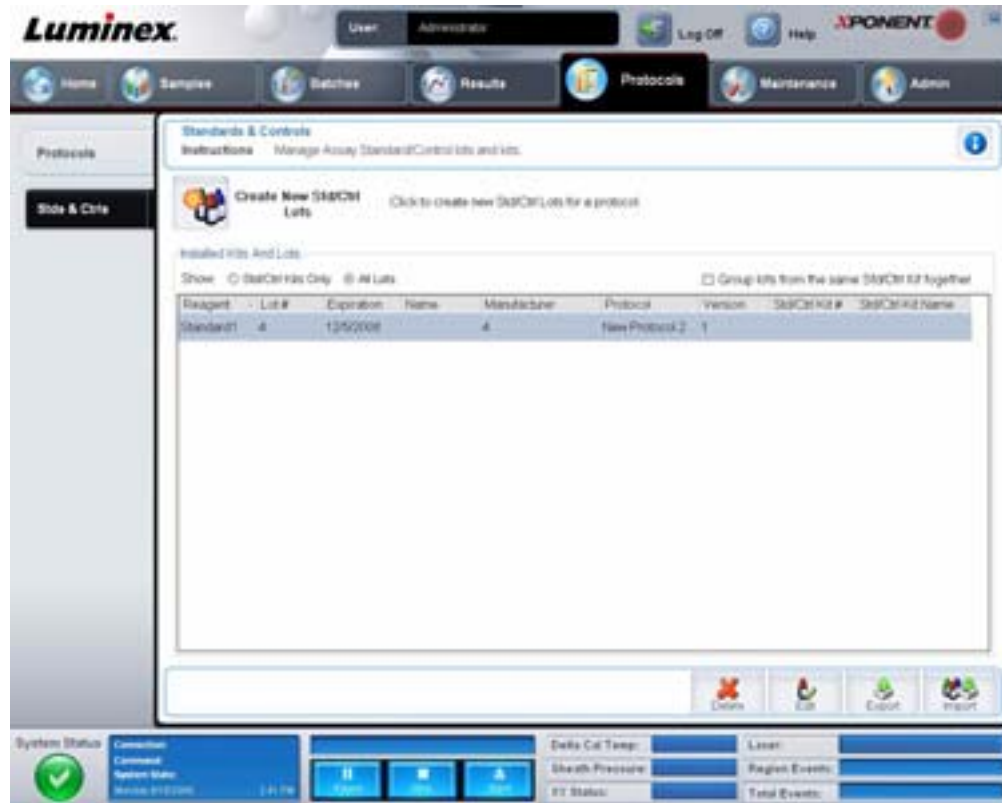 Luminex
User: Administrator
Log Off
Help
XPONENT
Home
Samples
Batches
Results
Protocols
Maintenance
Admin
Protocols
Stds & Ctrls
Standards & Controls
Instructions Manage Assay Standard/Control lots and kits.
Create New Std/Ctrl Lots
Click to create new Std/Ctrl Lots for a protocol
Installed Kits And Lots
Show Std/Ctrl Kits Only All Lots
Group lots from the same Std/Ctrl Kit together
Reagent Lot # Expiration Name Manufacturer Protocol Version Std/Ctrl Kit # Std/Ctrl Kit Name
Standard1 4 12/5/2008 4 New Protocol 2 1
Delete
Edit
Export
Import
System Status
Connection:
Command:
System State:
2:41 PM
Delta Cal Temp:
Laser:
Sheath Pressure:
Region Events:
XY Status:
Total Events: